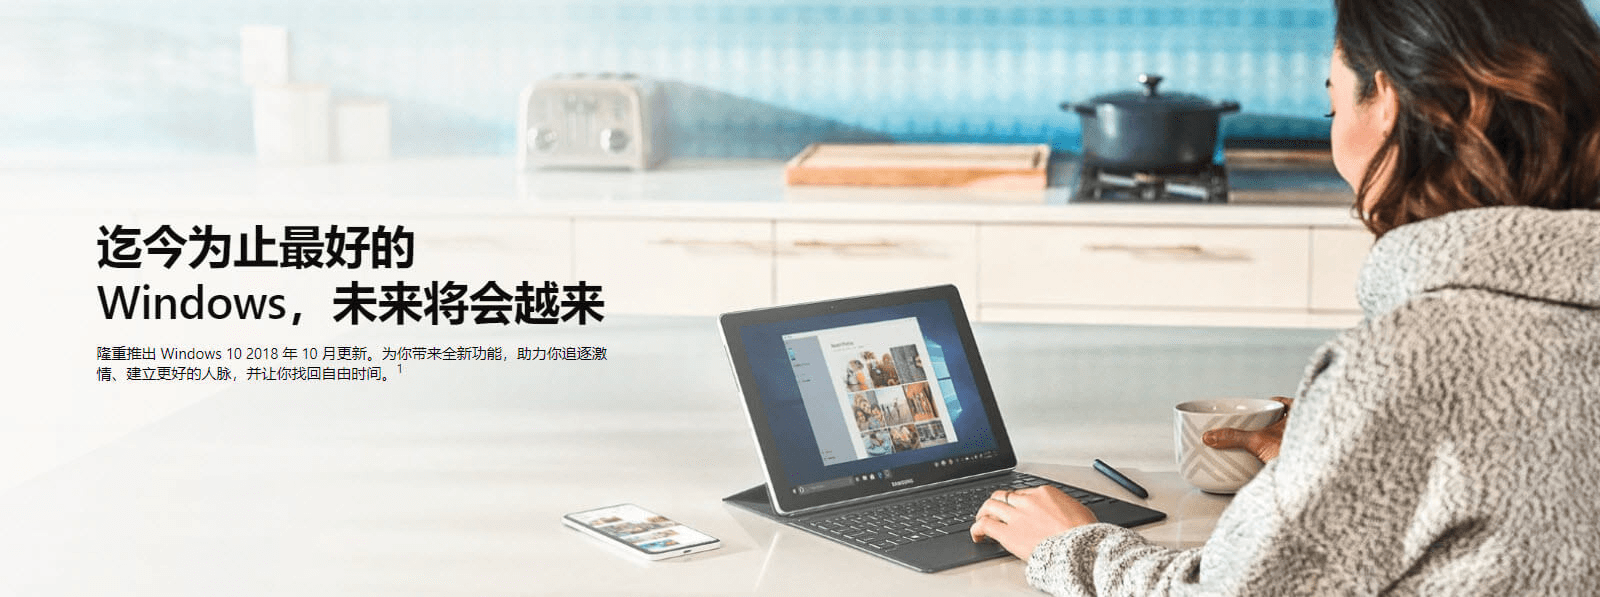 迄今为止最好的
Windows，未来将会越来
隆重推出 Windows 10 2018 年 10 月更新。为你带来全新功能，助力你追逐激
情、建立更好的人脉，并让你找回自由时间。1
SAMSUNG